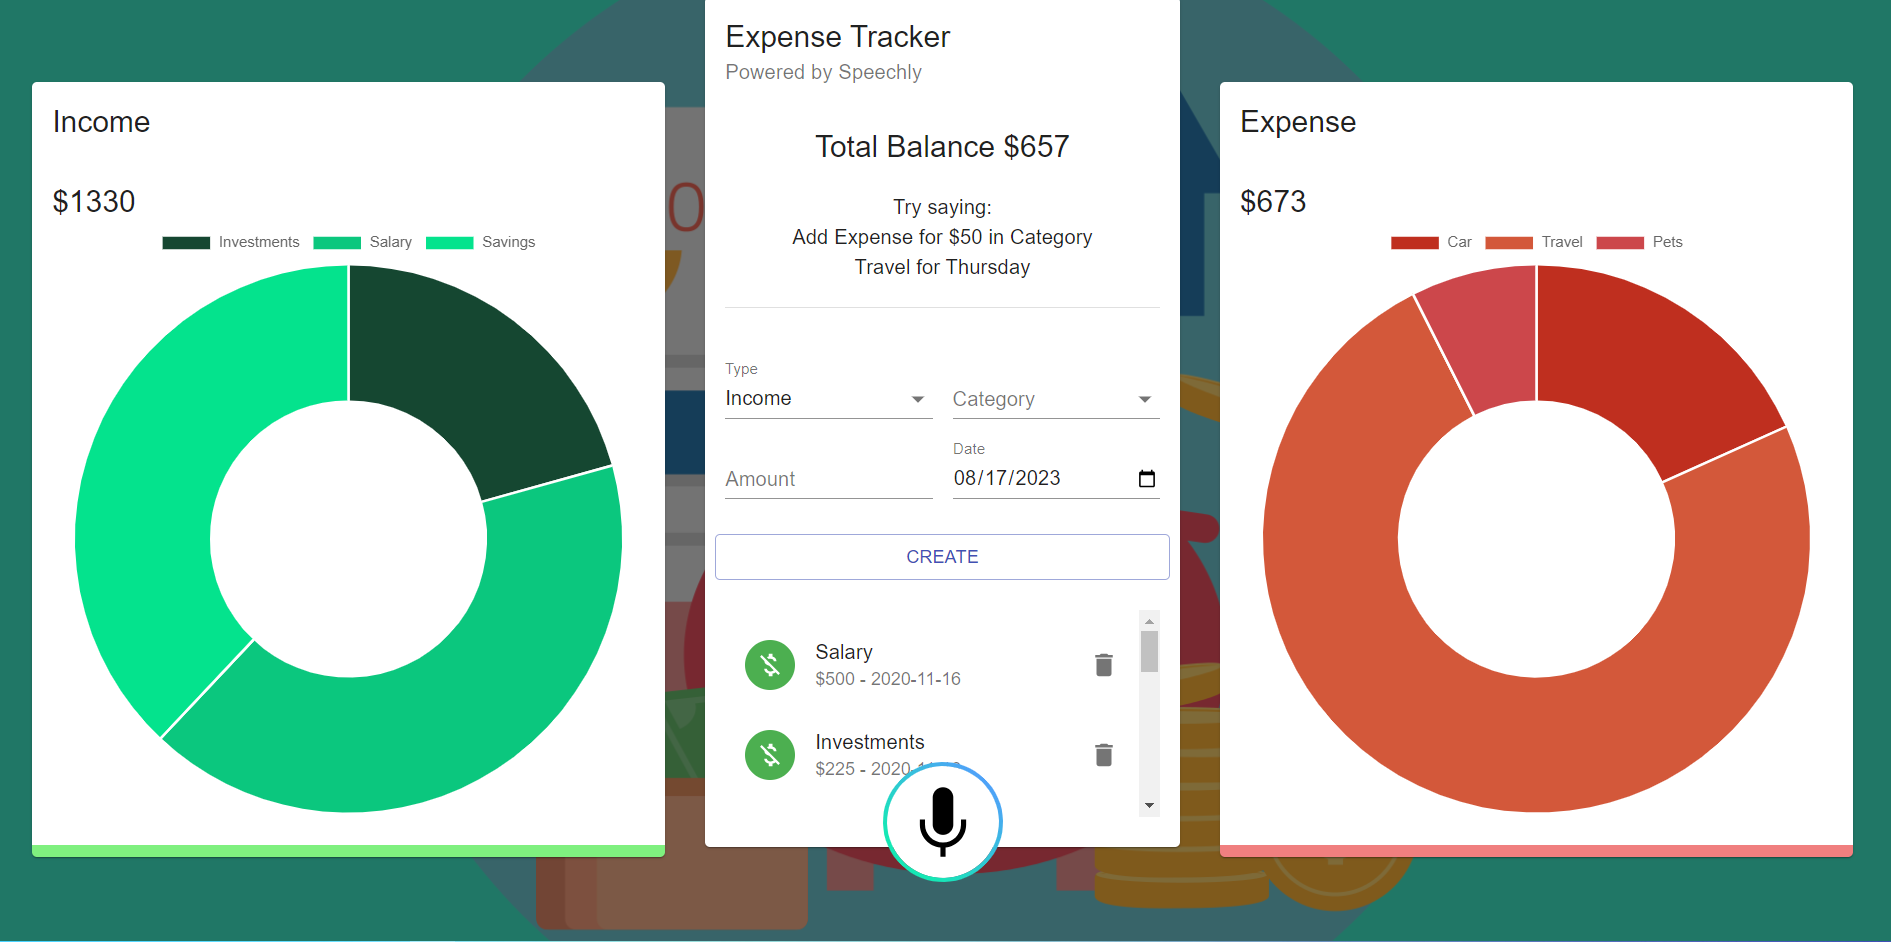 Income
$1330
Investments Salary Savings
Expense Tracker
Powered by Speechly
Total Balance $657
Try saying:
Add Expense for $50 in Category
Travel for Thursday
Type
Income
Category
Amount
Date
08/17/2023
CREATE
Salary
$500 - 2020-11-16
Investments
$225 - 2020-
Expense
$673
Car Travel Pets
0